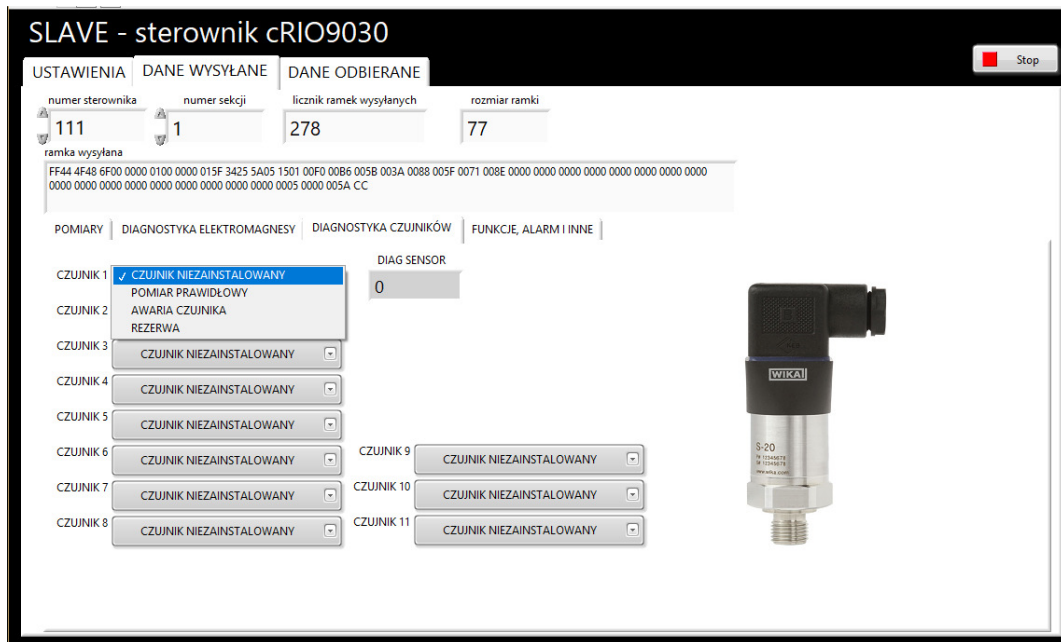 SLAVE - sterownik cRIO9030
Stop
USTAWIENIA DANE WYSYŁANE DANE ODBIERANE
numer sterownika numer sekcji licznik ramek wysyłanych rozmiar ramki
111 1 278 77
ramka wysyłana
FF44 4F48 6F00 0000 0100 0000 015F 3425 5A05 1501 00F0 00B6 005B 003A 0088 005F 0071 008E 0000 0000 0000 0000 0000 0000 0000 0000
0000 0000 0000 0000 0000 0000 0000 0000 0000 0005 0000 005A CC
POMIARY DIAGNOSTYKA ELEKTROMAGNESY DIAGNOSTYKA CZUJNIKÓW FUNKCJE, ALARM I INNE
DIAG SENSOR
0
CZUJNIK 1 ✓ CZUJNIK NIEZAINSTALOWANY
POMIAR PRAWIDŁOWY
CZUJNIK 2 AWARIA CZUJNIKA
REZERWA
CZUJNIK 3 CZUJNIK NIEZAINSTALOWANY
CZUJNIK 4 CZUJNIK NIEZAINSTALOWANY
CZUJNIK 5 CZUJNIK NIEZAINSTALOWANY
CZUJNIK 6 CZUJNIK NIEZAINSTALOWANY
CZUJNIK 7 CZUJNIK NIEZAINSTALOWANY
CZUJNIK 8 CZUJNIK NIEZAINSTALOWANY
CZUJNIK 9 CZUJNIK NIEZAINSTALOWANY
CZUJNIK 10 CZUJNIK NIEZAINSTALOWANY
CZUJNIK 11 CZUJNIK NIEZAINSTALOWANY
WIKA
S-20
12345678
12345678
www.wika.com